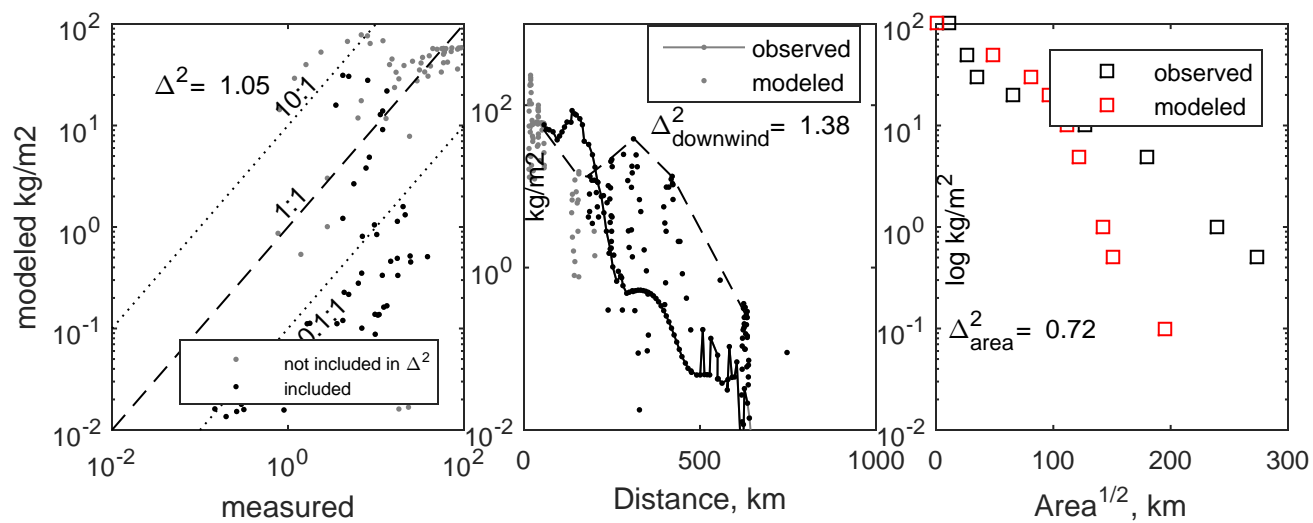 10^2
10^1
10^0
10^-1
10^-2
modeled kg/m2
Δ^2= 1.05
10:1
1:1
0.1:1
not included in Δ^2
included
10^-2
10^0
10^2
measured
10^2
10^0
10^-2
kg/m2
observed
modeled
Δ^2_downwind= 1.38
0
500
1000
Distance, km
10^2
10^1
10^0
10^-1
10^-2
log kg/m^2
observed
modeled
Δ^2_area= 0.72
0
100
200
300
Area^1/2, km